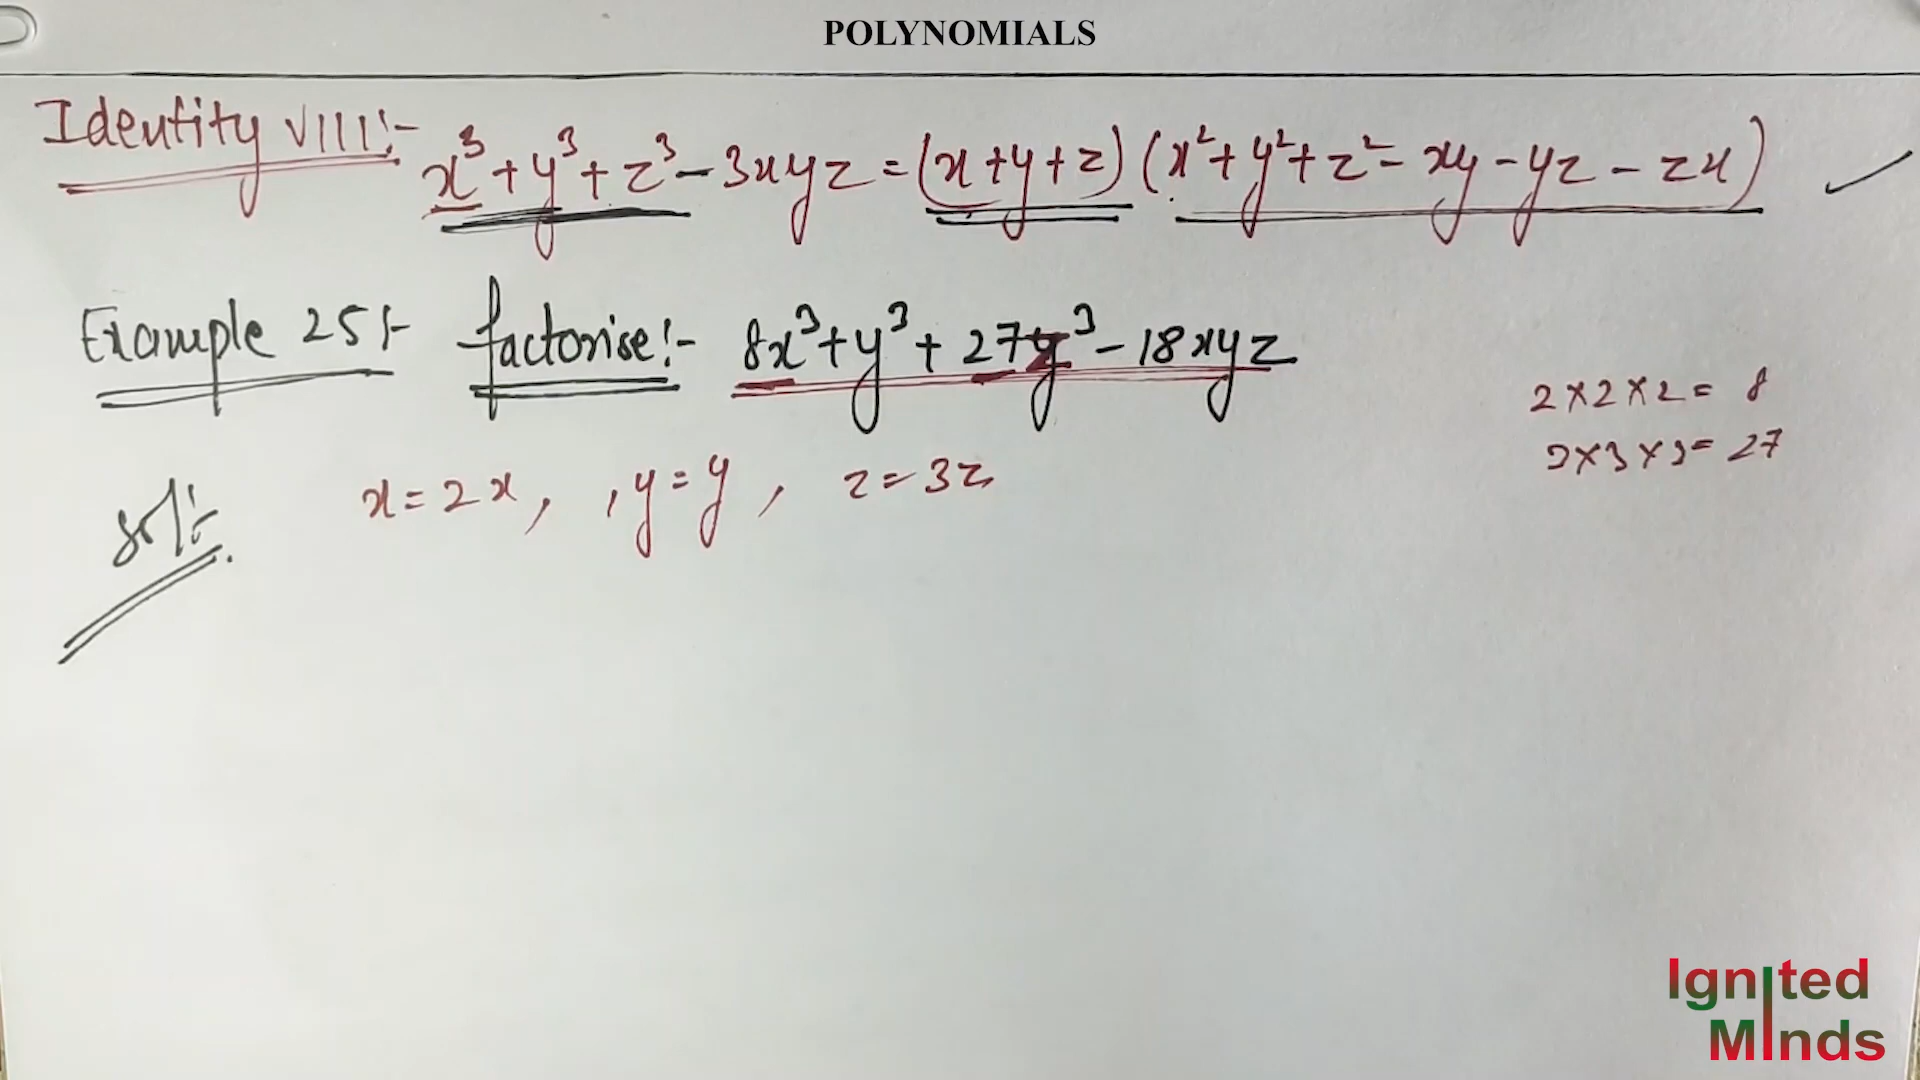 POLYNOMIALS
Identity VIII:-
x³ + y³ + z³ - 3xyz = (x + y + z) (x² + y² + z² - xy - yz - zx)
Example 25:- factorise:- 8x³ + y³ + 27z³ - 18xyz
2 × 2 × 2 = 8
3 × 3 × 3 = 27
sol:- x = 2x, , y = y, z = 3z
Ignited
Minds